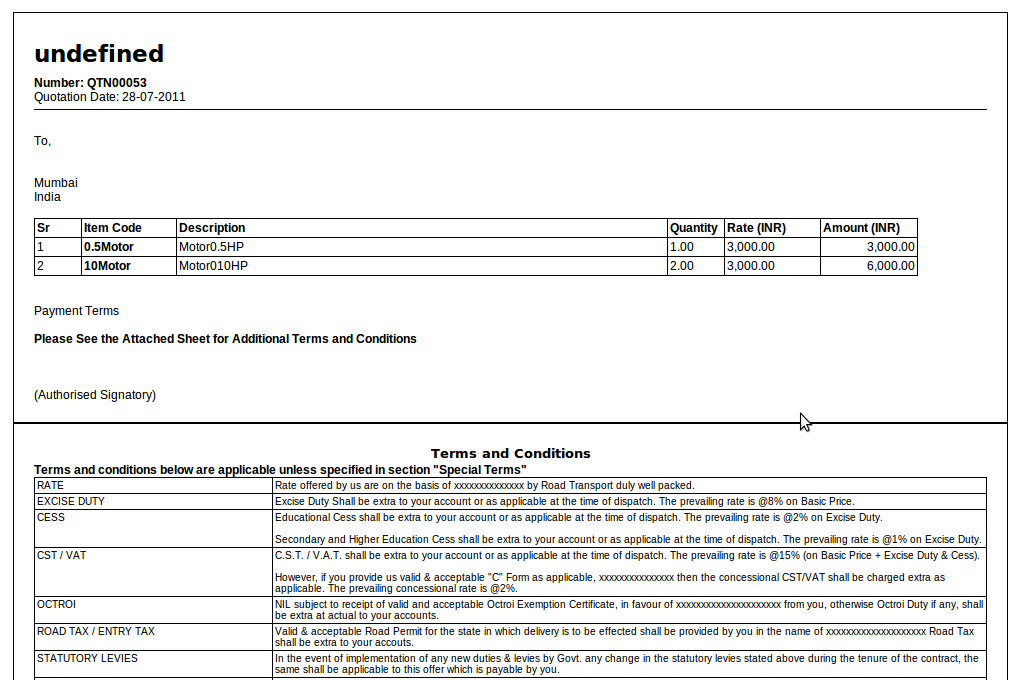 undefined
Number: QTN00053
Quotation Date: 28-07-2011
To,
Mumbai
India
Sr Item Code Description Quantity Rate (INR) Amount (INR)
1 0.5Motor Motor0.5HP 1.00 3,000.00 3,000.00
2 10Motor Motor010HP 2.00 3,000.00 6,000.00
Payment Terms
Please See the Attached Sheet for Additional Terms and Conditions
(Authorised Signatory)
Terms and Conditions
Terms and conditions below are applicable unless specified in section "Special Terms"
RATE Rate offered by us are on the basis of xxxxxxxxxxxxxx by Road Transport duly well packed.
EXCISE DUTY Excise Duty Shall be extra to your account or as applicable at the time of dispatch. The prevailing rate is @8% on Basic Price.
CESS Educational Cess shall be extra to your account or as applicable at the time of dispatch. The prevailing rate is @2% on Excise Duty.
Secondary and Higher Education Cess shall be extra to your account or as applicable at the time of dispatch. The prevailing rate is @1% on Excise Duty.
CST / VAT C.S.T. / V.A.T. shall be extra to your account or as applicable at the time of dispatch. The prevailing rate is @15% (on Basic Price + Excise Duty & Cess).
However, if you provide us valid & acceptable "C" Form as applicable, xxxxxxxxxxxxxxx then the concessional CST/VAT shall be charged extra as
applicable. The prevailing concessional rate is @2%.
OCTROI NIL subject to receipt of valid and acceptable Octroi Exemption Certificate, in favour of xxxxxxxxxxxxxxxxxxxxx from you, otherwise Octroi Duty if any, shall
be extra at actual to your accounts.
ROAD TAX / ENTRY TAX Valid & acceptable Road Permit for the state in which delivery is to be effected shall be provided by you in the name of xxxxxxxxxxxxxxxxxxxx Road Tax
shall be extra to your accouts.
STATUTORY LEVIES In the event of implementation of any new duties & levies by Govt. any change in the statutory levies stated above during the tenure of the contract, the
same shall be applicable to this offer which is payable by you.